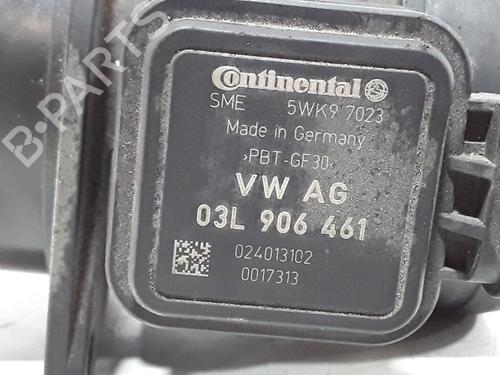 Continental
SME 5WK9 7023
Made in Germany
>PBT-GF30<
VW AG
03L 906 461
024013102
0017313
B-PARTS